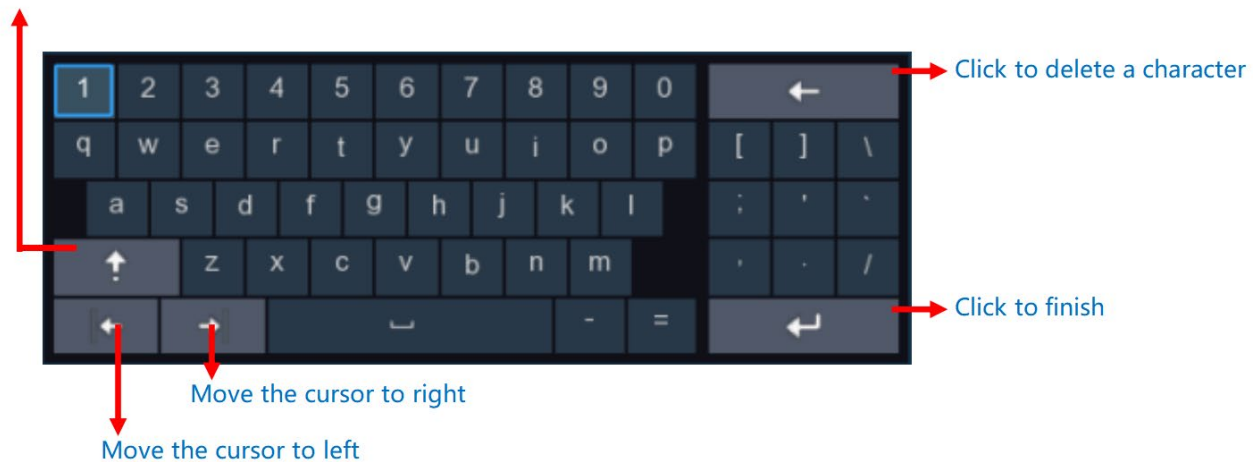 1 2 3 4 5 6 7 8 9 0
Click to delete a character
q w e r t y u i o p [ ] \
a s d f g h j k l ; ' `
z x c v b n m , . /
- =
Click to finish
Move the cursor to right
Move the cursor to left